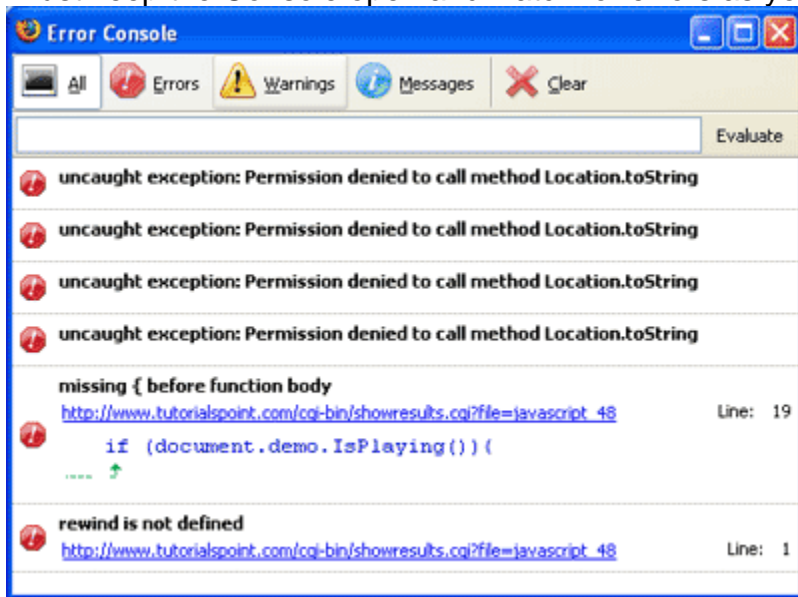 Error Console
All Errors Warnings Messages Clear
Evaluate
uncaught exception: Permission denied to call method Location.toString
uncaught exception: Permission denied to call method Location.toString
uncaught exception: Permission denied to call method Location.toString
uncaught exception: Permission denied to call method Location.toString
missing { before function body
http://www.tutorialspoint.com/cgi-bin/showresults.cgi?file=javascript_48 Line: 19
if (document.demo.IsPlaying()){
....
rewind is not defined
http://www.tutorialspoint.com/cgi-bin/showresults.cgi?file=javascript_48 Line: 1